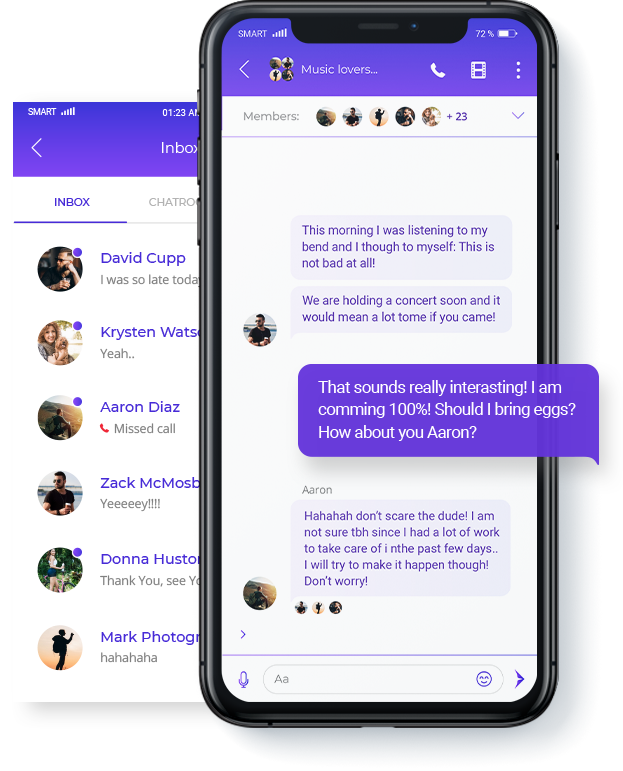 SMART
01:23 AM
Inbox
INBOX
David Cupp
I was so late today
Krysten Wats
Yeah..
Aaron Diaz
Missed call
Zack McMosb
Yeeeeey!!!!
Donna Huston
Thank You, see Yo
Mark Photogr
hahahaha
SMART
72 %
Music lovers...
Members:
+ 23
This morning I was listening to my
bend and I though to myself: This is
not bad at all!
We are holding a concert soon and it
would mean a lot tome if you came!
That sounds really interasting! I am
comming 100%! Should I bring eggs?
How about you Aaron?
Aaron
Hahahah don't scare the dude! I am
not sure tbh since I had a lot of work
to take care of i nthe past few days..
I will try to make it happen though!
Don't worry!
Aa